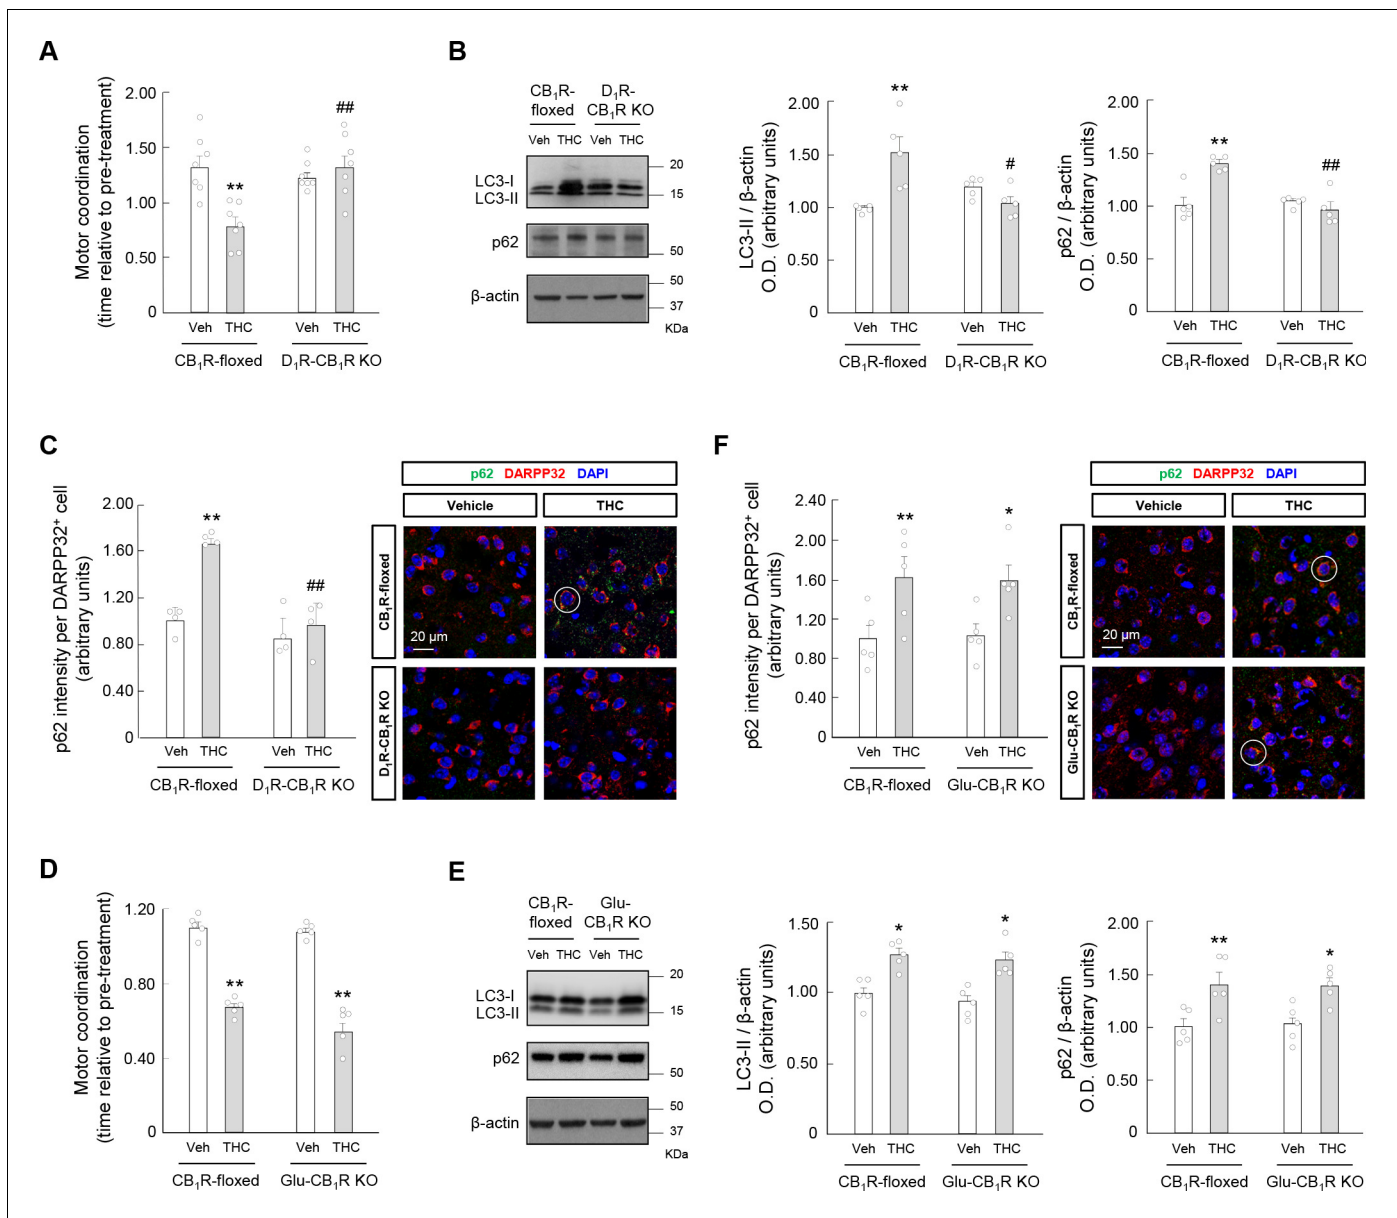 A
Motor coordination
(time relative to pre-treatment)
2.00
1.50
1.00
0.50
0
**
##
Veh THC Veh THC
CB₁R-floxed D₁R-CB₁R KO
B
CB₁R-
floxed
D₁R-
CB₁R KO
Veh THC Veh THC
LC3-I
LC3-II
p62
β-actin
20
15
50
50
37
KDa
LC3-II / β-actin
O.D. (arbitrary units)
2.00
1.50
1.00
0.50
0
**
#
Veh THC Veh THC
CB₁R-floxed D₁R-CB₁R KO
p62 / β-actin
O.D. (arbitrary units)
2.00
1.50
1.00
0.50
0
**
##
Veh THC Veh THC
CB₁R-floxed D₁R-CB₁R KO
C
p62 intensity per DARPP32⁺ cell
(arbitrary units)
2.00
1.60
1.20
0.80
0.40
0
**
##
Veh THC Veh THC
CB₁R-floxed D₁R-CB₁R KO
p62 DARPP32 DAPI
Vehicle THC
CB₁R-floxed
20 µm
D₁R-CB₁R KO
F
p62 intensity per DARPP32⁺ cell
(arbitrary units)
2.40
2.00
1.60
1.20
0.80
0.40
0
**
*
Veh THC Veh THC
CB₁R-floxed Glu-CB₁R KO
p62 DARPP32 DAPI
Vehicle THC
CB₁R-floxed
20 µm
Glu-CB₁R KO
D
Motor coordination
(time relative to pre-treatment)
1.20
0.80
0.40
0
**
**
Veh THC Veh THC
CB₁R-floxed Glu-CB₁R KO
E
CB₁R-
floxed
Glu-
CB₁R KO
Veh THC Veh THC
LC3-I
LC3-II
p62
β-actin
20
15
50
50
37
KDa
LC3-II / β-actin
O.D. (arbitrary units)
1.50
1.00
0.50
0
*
*
Veh THC Veh THC
CB₁R-floxed Glu-CB₁R KO
p62 / β-actin
O.D. (arbitrary units)
2.00
1.50
1.00
0.50
0
**
*
Veh THC Veh THC
CB₁R-floxed Glu-CB₁R KO